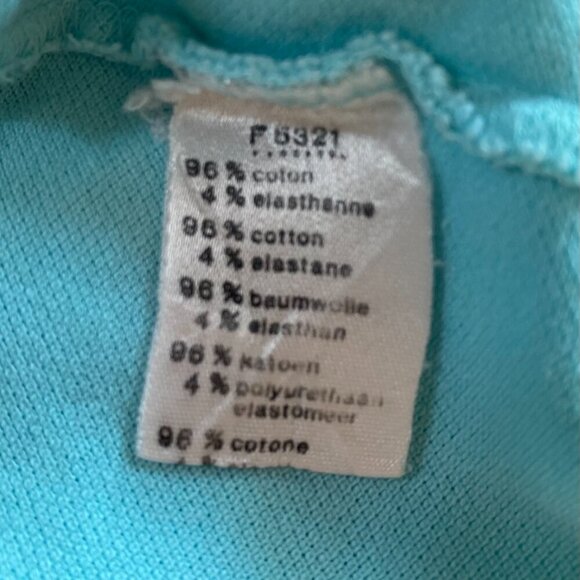 F 5321
96 % coton
4 % elasthanne
96 % cotton
4 % elastane
96 % baumwolle
4 % elasthan
96 % katoen
4 % polyurethaan
elastomeer
96 % cotone